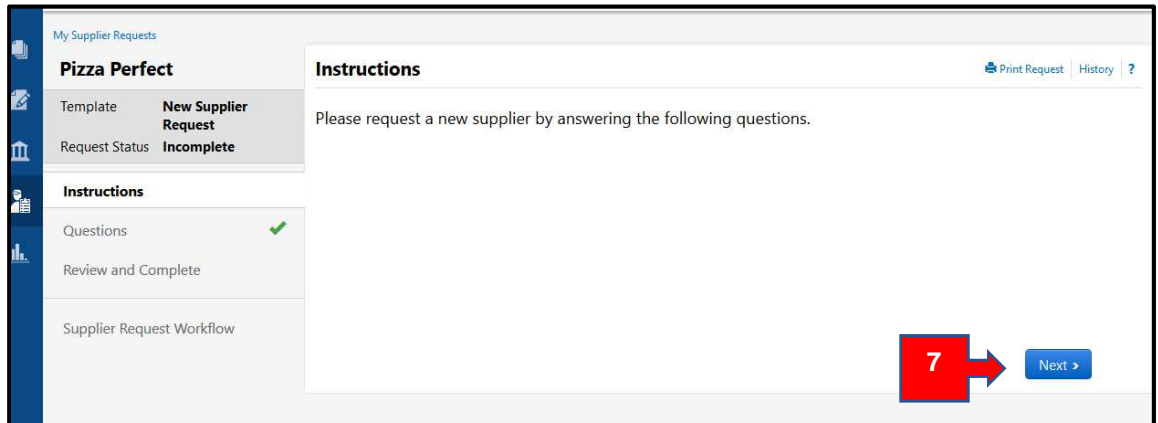 My Supplier Requests
Pizza Perfect
Template New Supplier
Request
Request Status Incomplete
Instructions
Questions
Review and Complete
Supplier Request Workflow
Instructions
Print Request History ?
Please request a new supplier by answering the following questions.
7
Next >